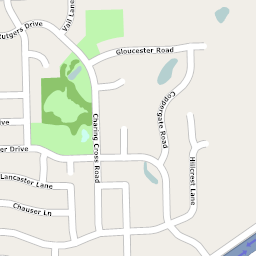 Rutgers Drive
Vail Lane
Gloucester Road
Coppergate Road
Charing Cross Road
Hillcrest Lane
Lancaster Lane
Chauser Ln